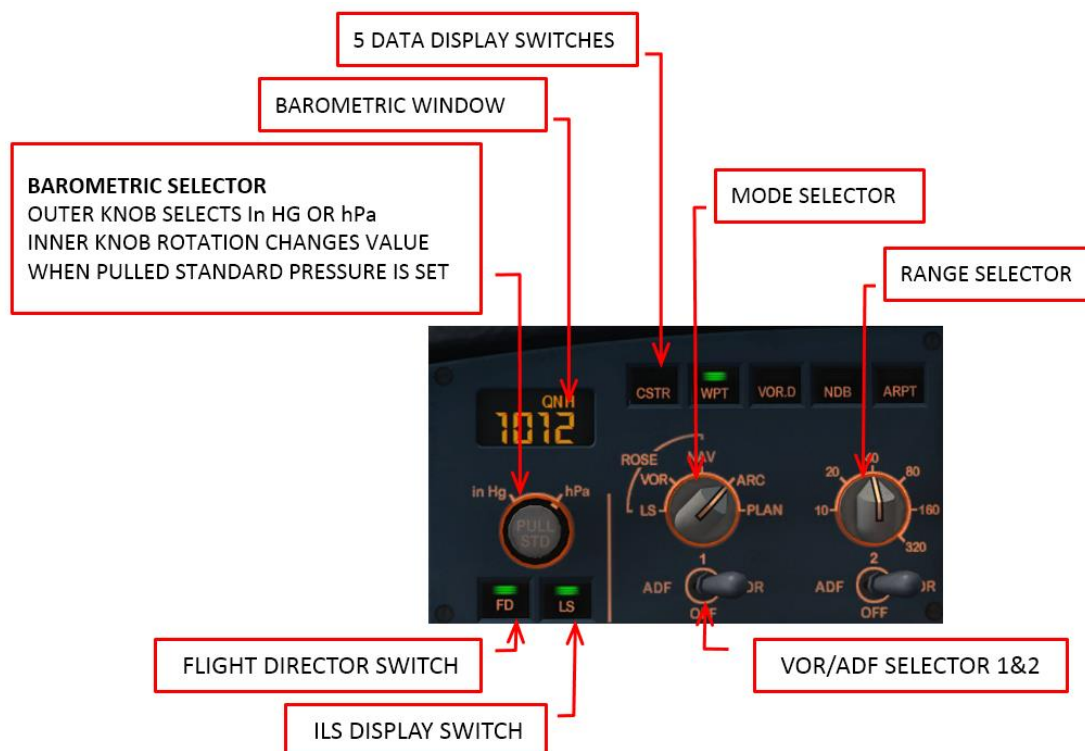 5 DATA DISPLAY SWITCHES
BAROMETRIC WINDOW
BAROMETRIC SELECTOR
OUTER KNOB SELECTS In HG OR hPa
INNER KNOB ROTATION CHANGES VALUE
WHEN PULLED STANDARD PRESSURE IS SET
MODE SELECTOR
RANGE SELECTOR
QNH
1012
CSTR WPT VOR.D NDB ARPT
ROSE NAV
VOR ARC
LS PLAN
20 40 80
10 160
320
in Hg hPa
PULL
STD
1 2
ADF
OFF
ADF
OFF
FD LS
FLIGHT DIRECTOR SWITCH
VOR/ADF SELECTOR 1&2
ILS DISPLAY SWITCH